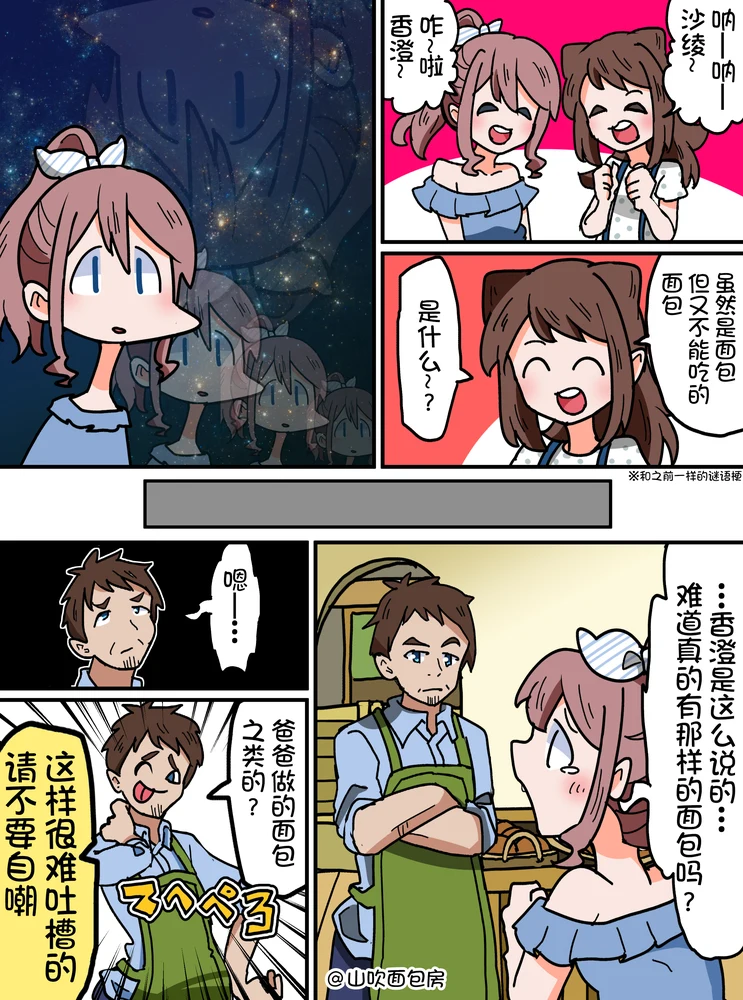 呐—呐—
沙绫~
咋~啦
香澄~
虽然是面包
但又不能吃的
面包
是什么~?
※和之前一样的谜语梗
…香澄是这么说的…
难道真的有那样的面包吗?
嗯—…
爸爸做的面包
之类的?
てへぺろ
这样很难吐槽的
请不要自嘲
@山吹面包房